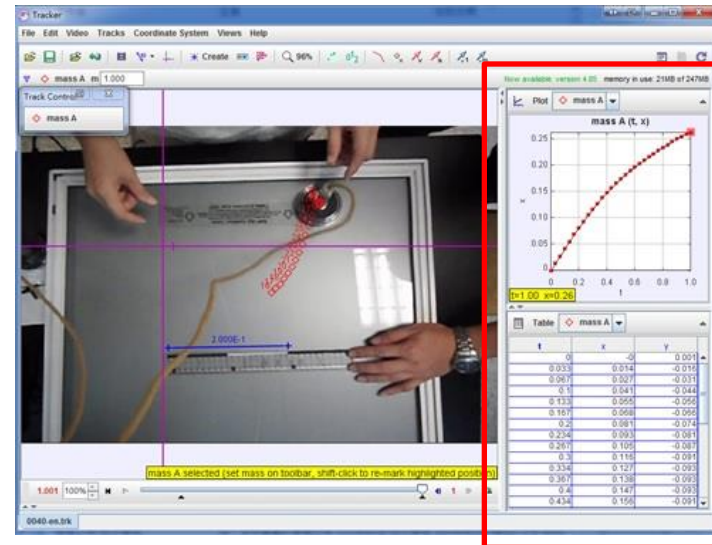 Tracker
File Edit Video Tracks Coordinate System Views Help
Create 96%
mass A m 1.000
Now available: version 4.05 memory in use: 21MB of 247MB
Track Control
mass A
Plot mass A
mass A (t, x)
x
0.25
0.20
0.15
0.10
0.05
0
0 0.2 0.4 0.6 0.8 1.0
t
t=1.00 x=0.26
2.000E-1
Table mass A
t x y
0 -0 0.001
0.033 0.014 -0.016
0.067 0.027 -0.031
0.1 0.041 -0.044
0.133 0.055 -0.056
0.167 0.068 -0.066
0.2 0.081 -0.074
0.234 0.093 -0.081
0.267 0.105 -0.087
0.3 0.116 -0.091
0.334 0.127 -0.093
0.367 0.138 -0.093
0.4 0.147 -0.093
0.434 0.156 -0.091
mass A selected (set mass on toolbar, shift-click to re-mark highlighted position)
1.001 100% 1
0040-en.trk